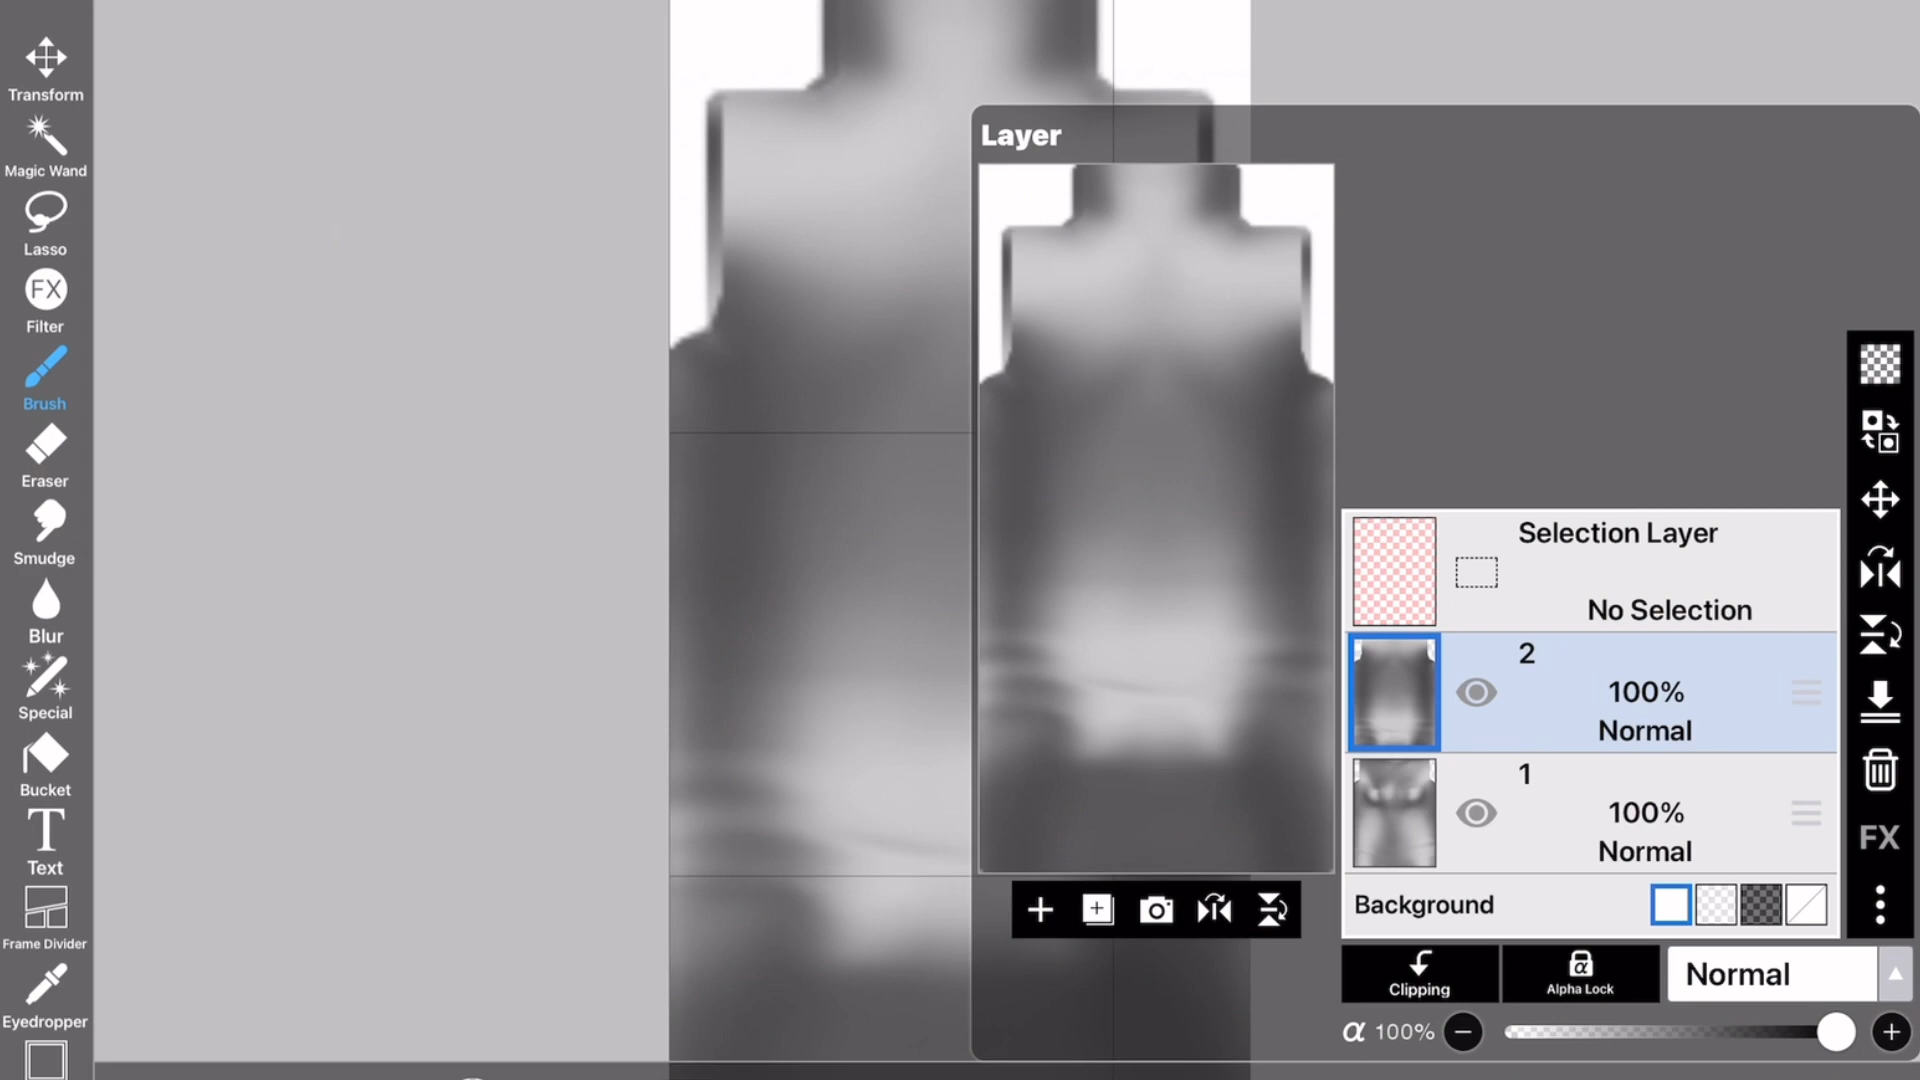 Transform
Magic Wand
Lasso
FX
Filter
Brush
Eraser
Smudge
Blur
Special
Bucket
T
Text
Frame Divider
Eyedropper
Layer
Selection Layer
No Selection
2
100%
Normal
1
100%
Normal
Background
FX
Clipping
α
Alpha Lock
Normal
α 100%